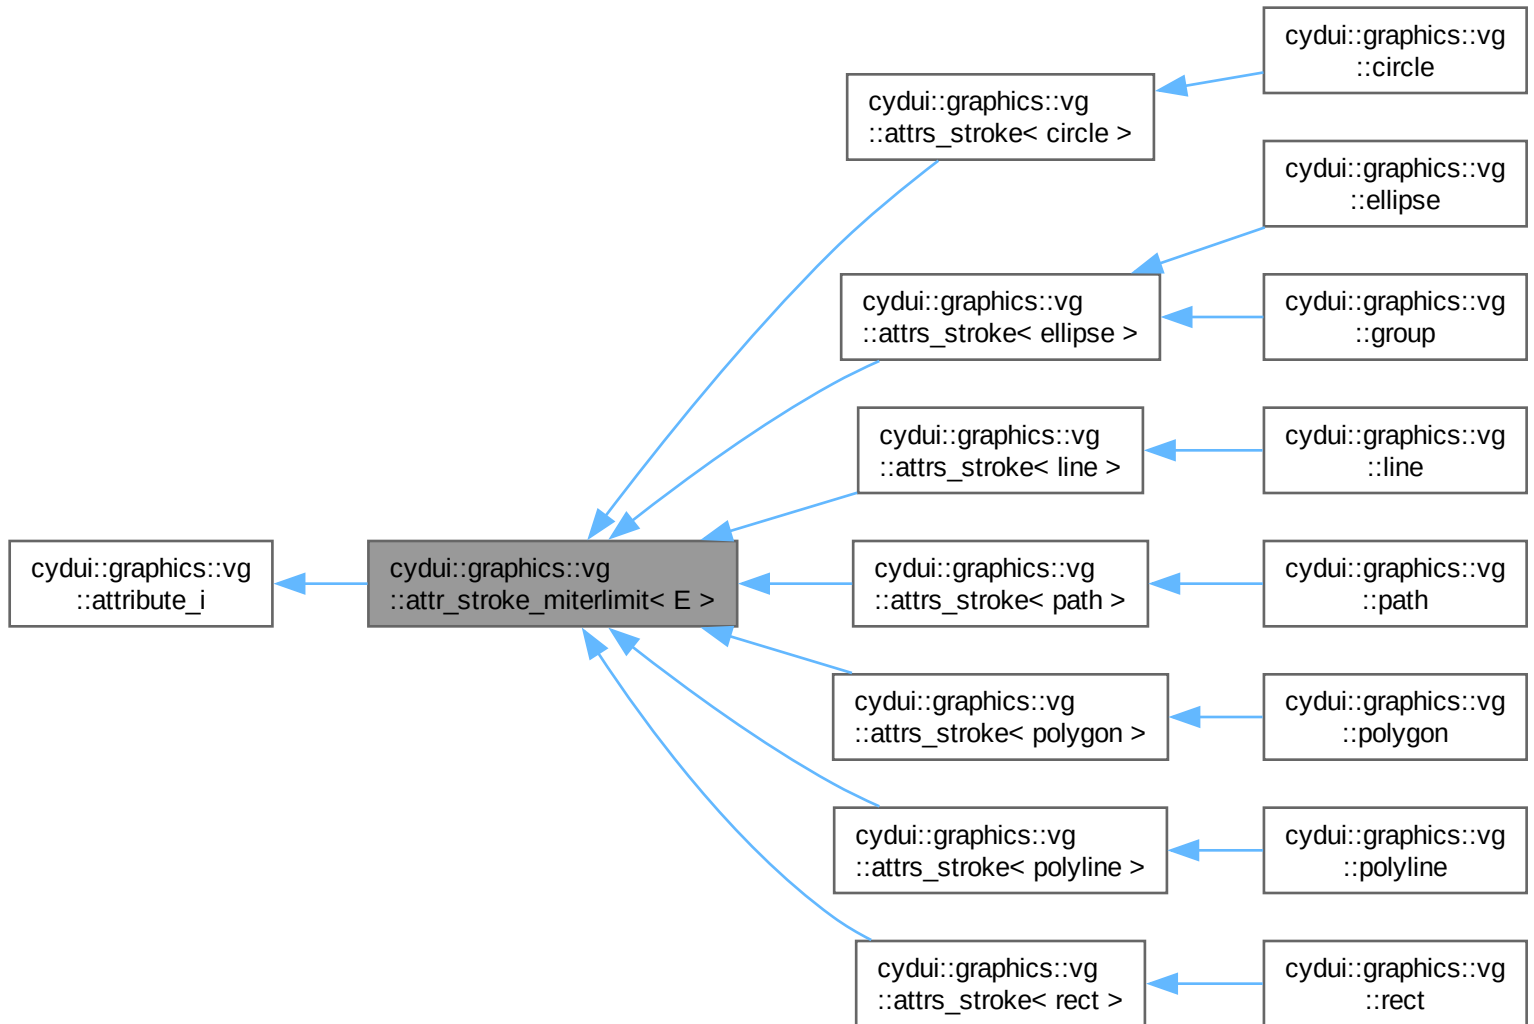 cydui::graphics::vg
::attribute_i
cydui::graphics::vg
::attr_stroke_miterlimit< E >
cydui::graphics::vg
::attrs_stroke< circle >
cydui::graphics::vg
::attrs_stroke< ellipse >
cydui::graphics::vg
::attrs_stroke< line >
cydui::graphics::vg
::attrs_stroke< path >
cydui::graphics::vg
::attrs_stroke< polygon >
cydui::graphics::vg
::attrs_stroke< polyline >
cydui::graphics::vg
::attrs_stroke< rect >
cydui::graphics::vg
::circle
cydui::graphics::vg
::ellipse
cydui::graphics::vg
::group
cydui::graphics::vg
::line
cydui::graphics::vg
::path
cydui::graphics::vg
::polygon
cydui::graphics::vg
::polyline
cydui::graphics::vg
::rect